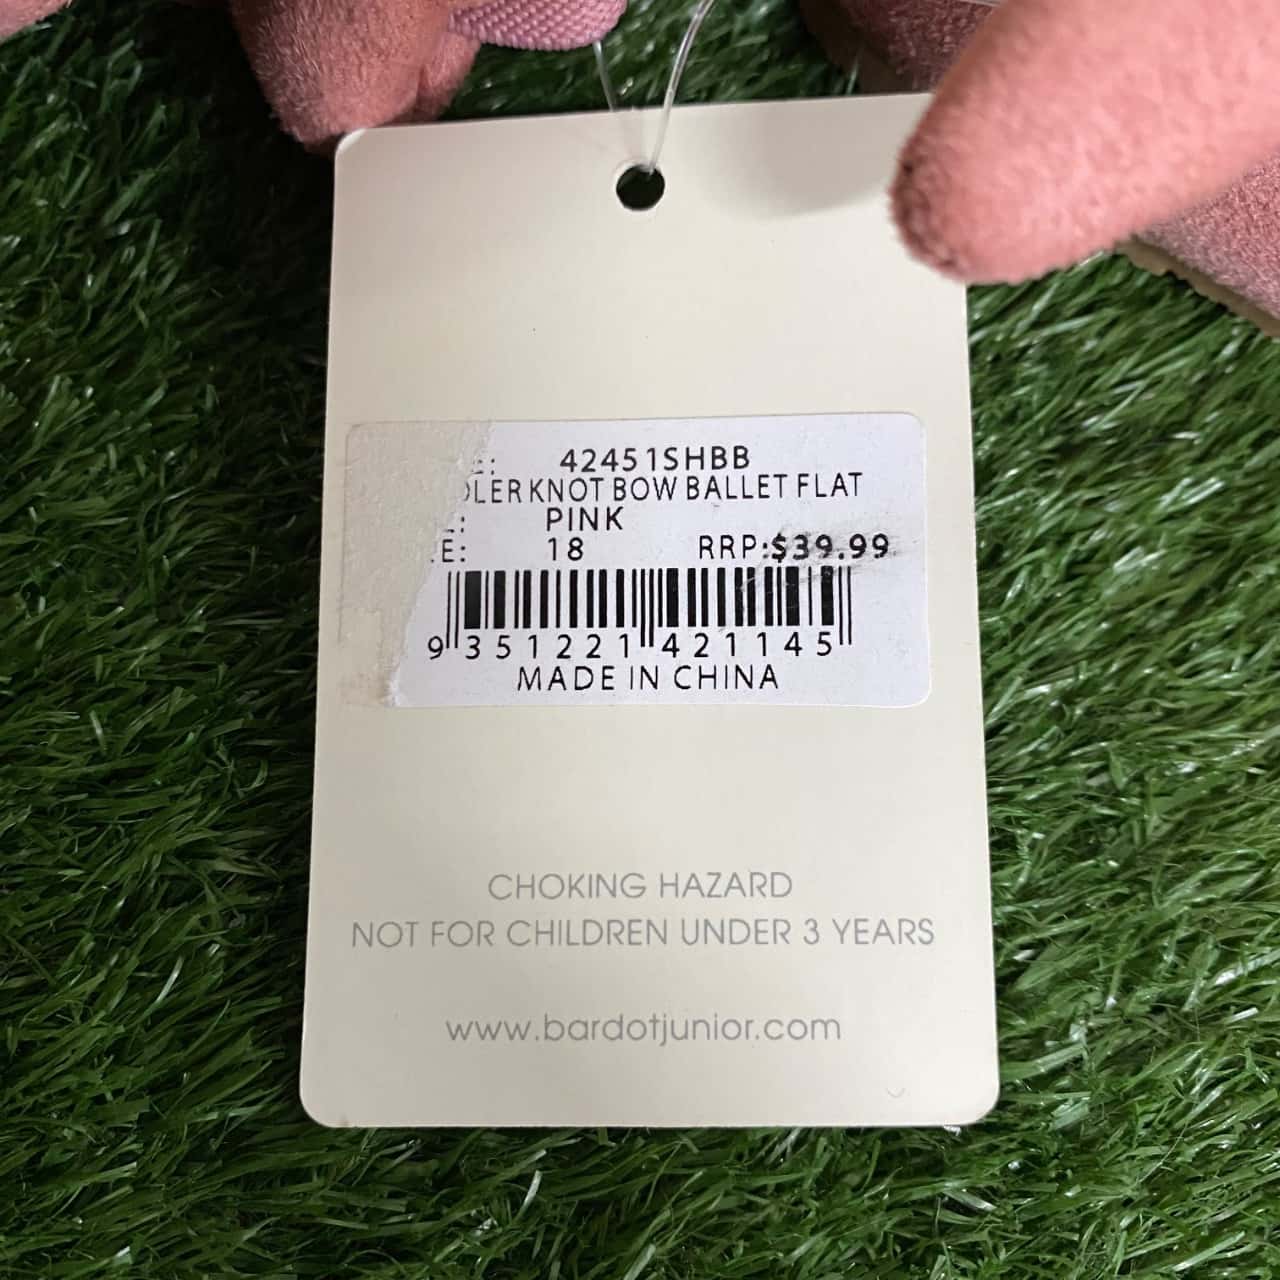 42451SHBB
KNOT BOW BALLET FLAT
PINK
18 RRP:$39.99
9 351221 421145
MADE IN CHINA
CHOKING HAZARD
NOT FOR CHILDREN UNDER 3 YEARS
www.bardotjunior.com